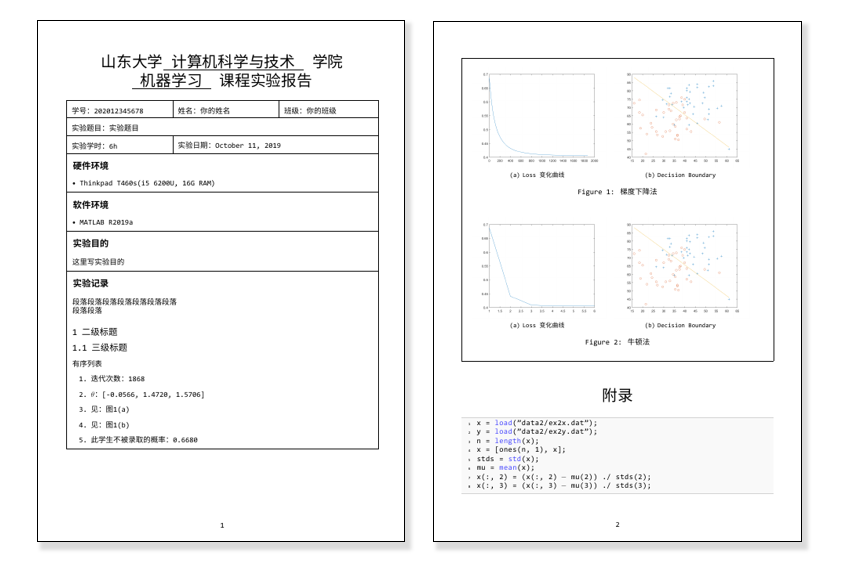 山东大学 计算机科学与技术 学院
机器学习 课程实验报告
学号: 202012345678 姓名: 你的姓名 班级: 你的班级
实验题目: 实验题目
实验学时: 6h 实验日期: October 11, 2019
硬件环境
• Thinkpad T460s(i5 6200U, 16G RAM)
软件环境
• MATLAB R2019a
实验目的
这里写实验目的
实验记录
段落段落段落段落段落段落段落
段落段落
1 二级标题
1.1 三级标题
有序列表
1. 迭代次数: 1868
2. θ: [-0.0566, 1.4720, 1.5706]
3. 见: 图1(a)
4. 见: 图1(b)
5. 此学生不被录取的概率: 0.6680
1
(a) Loss 变化曲线 (b) Decision Boundary
Figure 1: 梯度下降法
(a) Loss 变化曲线 (b) Decision Boundary
Figure 2: 牛顿法
附录
1 x = load("data2/ex2x.dat");
2 y = load("data2/ex2y.dat");
3 n = length(x);
4 x = [ones(n, 1), x];
5 stds = std(x);
6 mu = mean(x);
7 x(:, 2) = (x(:, 2) − mu(2)) ./ stds(2);
8 x(:, 3) = (x(:, 3) − mu(3)) ./ stds(3);
2